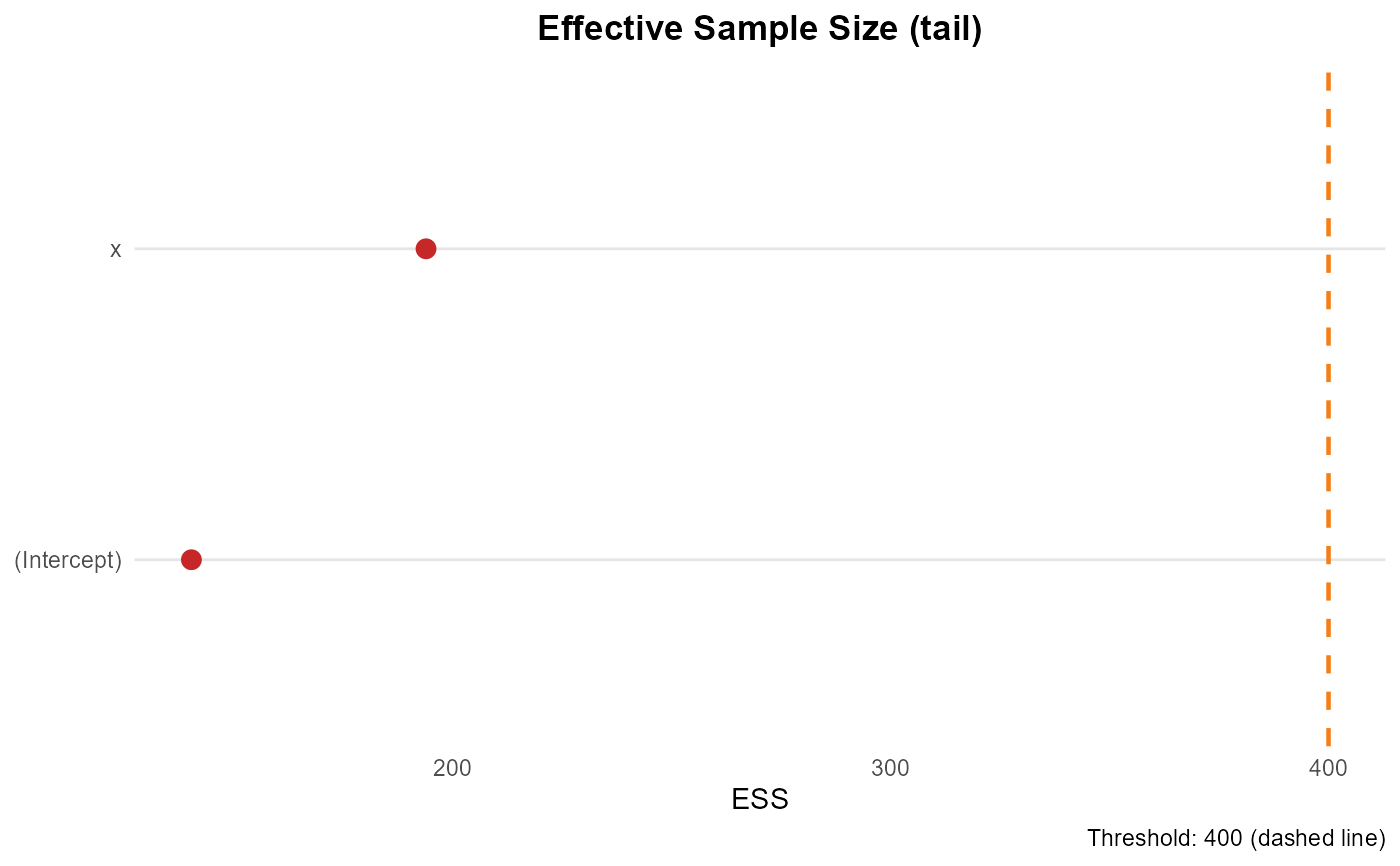 Effective Sample Size (tail)
x
(Intercept)
200 300 400
ESS
Threshold: 400 (dashed line)